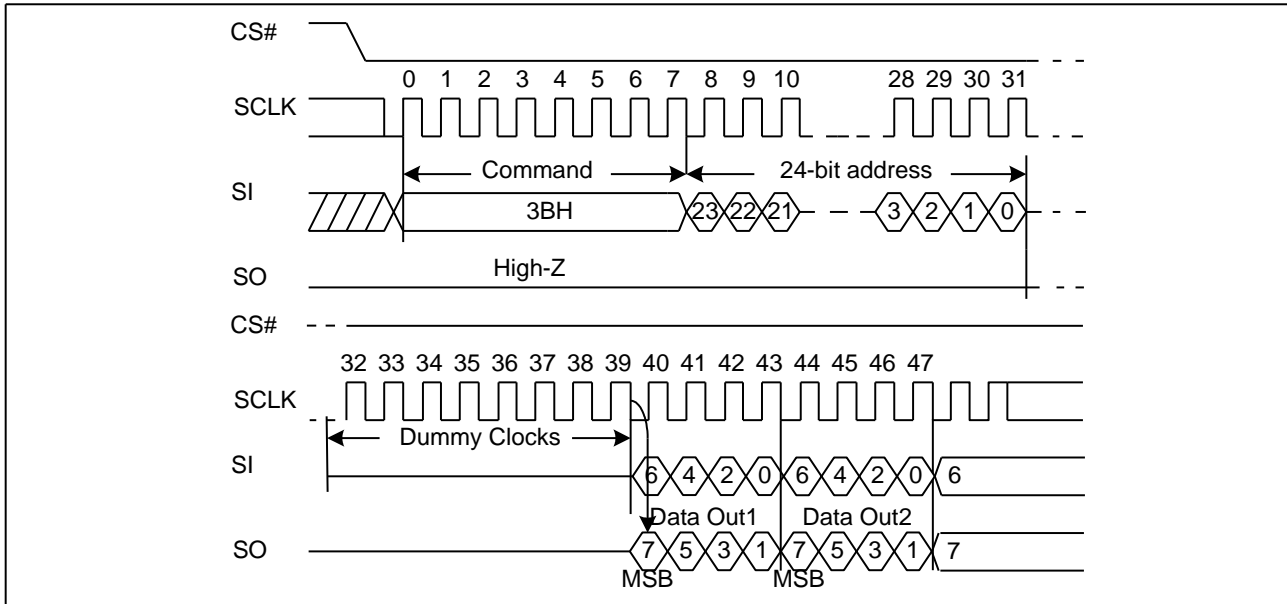 CS#
0 1 2 3 4 5 6 7 8 9 10 28 29 30 31
SCLK
Command 24-bit address
SI
3BH 23 22 21 3 2 1 0
High-Z
SO
CS#
32 33 34 35 36 37 38 39 40 41 42 43 44 45 46 47
SCLK
Dummy Clocks
SI
6 4 2 0 6 4 2 0 6
Data Out1 Data Out2
SO
7 5 3 1 7 5 3 1 7
MSB MSB